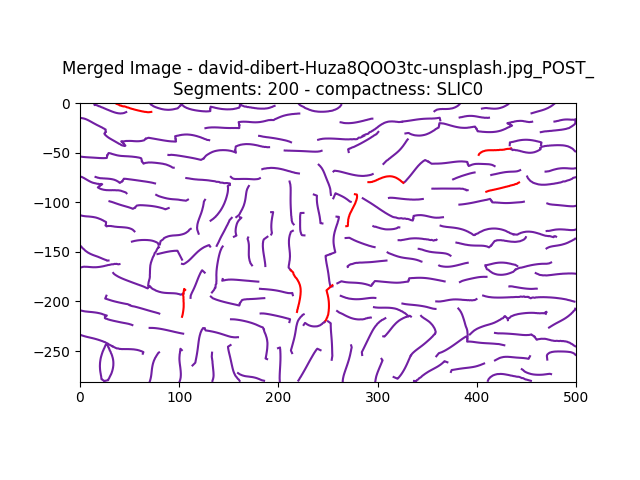 Merged Image - david-dibert-Huza8QOO3tc-unsplash.jpg_POST_
Segments: 200 - compactness: SLIC0
0
−50
−100
−150
−200
−250
0 100 200 300 400 500